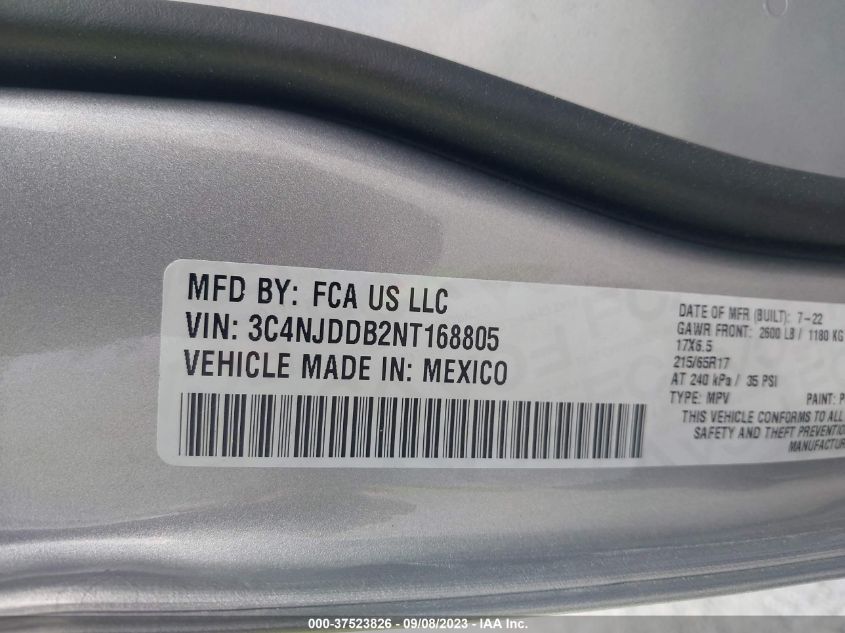 MFD BY: FCA US LLC
VIN: 3C4NJDDB2NT168805
VEHICLE MADE IN: MEXICO
DATE OF MFR (BUILT): 7-22
GAWR FRONT: 2600 LB / 1180 KG
17X6.5
215/65R17
AT 240 kPa / 35 PSI
TYPE: MPV PAINT: P
THIS VEHICLE CONFORMS TO ALL
SAFETY AND THEFT PREVENTION
MANUFACTUR
000-37523826 - 09/08/2023 - IAA Inc.